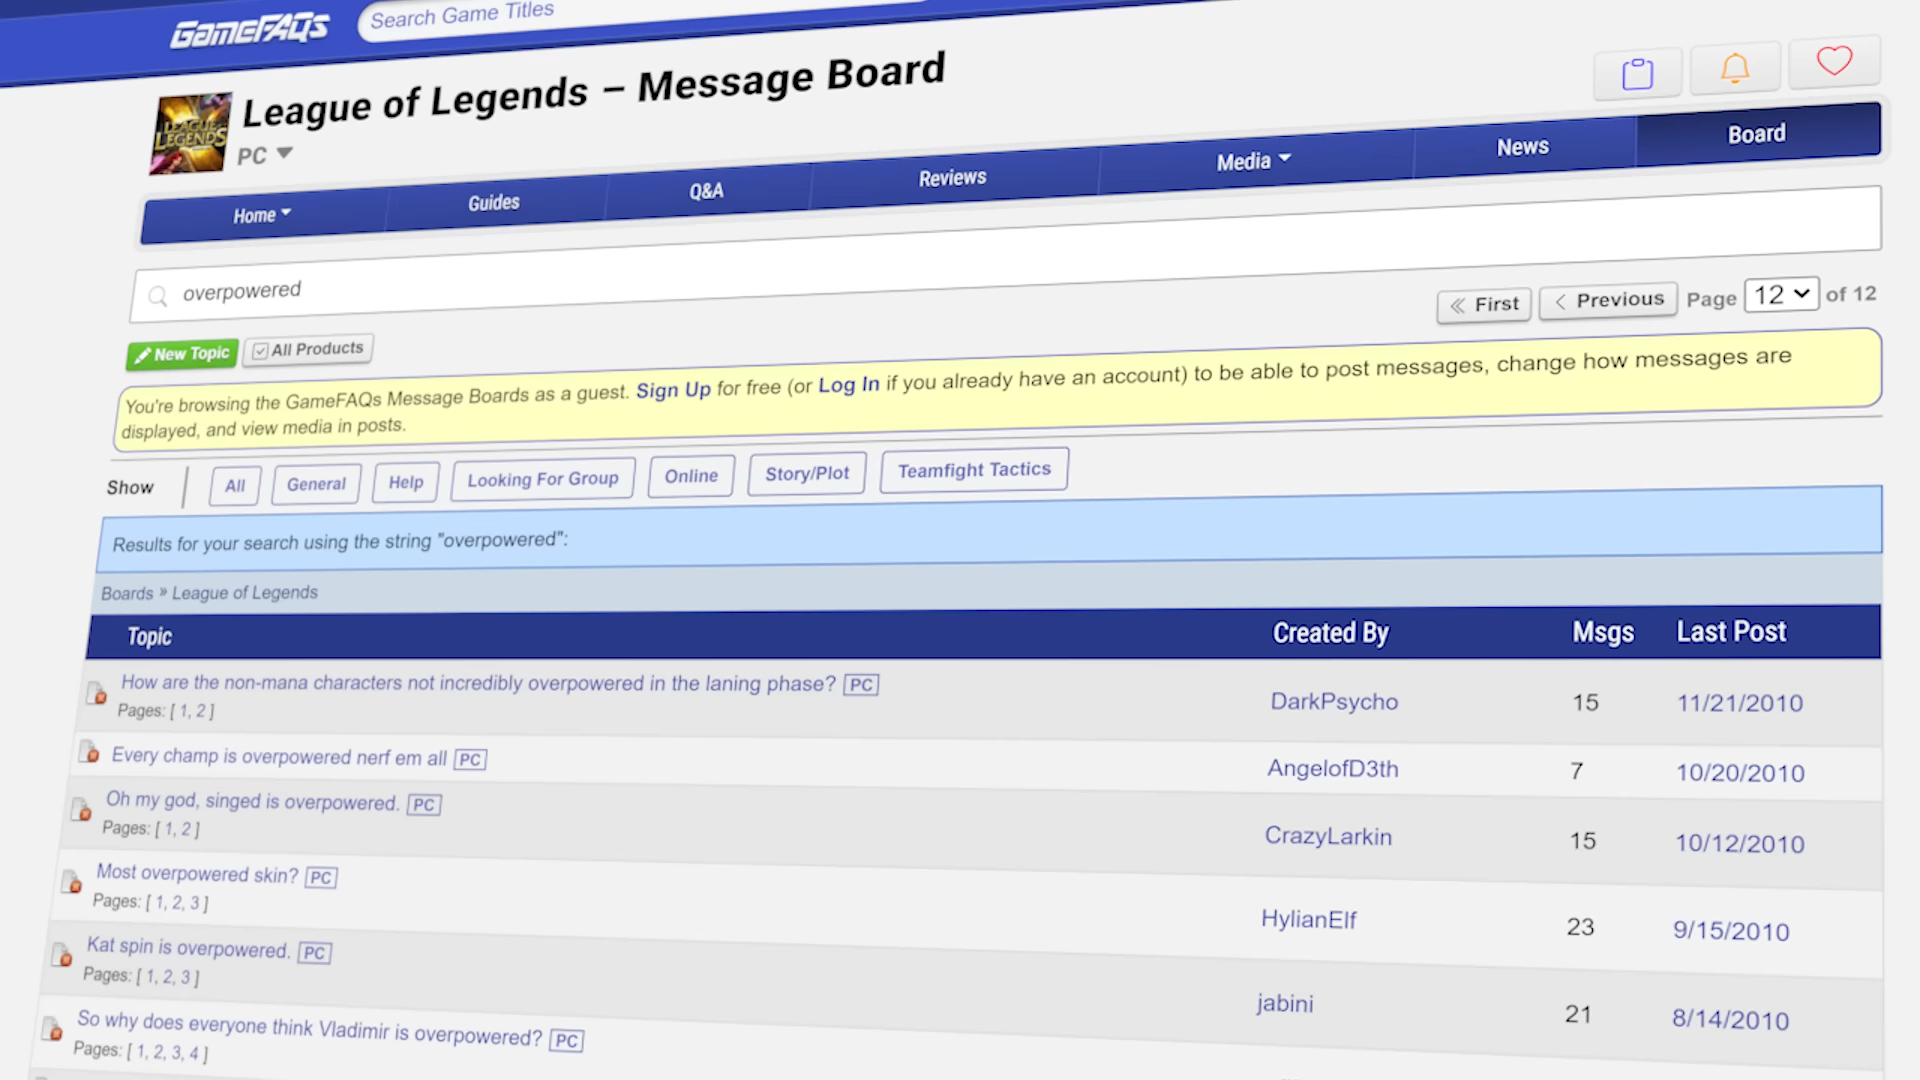 GameFAQs
Search Game Titles
League of Legends – Message Board
LEAGUE
LEGENDS
PC
Home
Guides
Q&A
Reviews
Media
News
Board
overpowered
First
Previous
Page
12
of 12
New Topic
All Products
You're browsing the GameFAQs Message Boards as a guest. Sign Up for free (or Log In if you already have an account) to be able to post messages, change how messages are
displayed, and view media in posts.
Show
All
General
Help
Looking For Group
Online
Story/Plot
Teamfight Tactics
Results for your search using the string "overpowered":
Boards » League of Legends
Topic
Created By
Msgs
Last Post
How are the non-mana characters not incredibly overpowered in the laning phase? PC
Pages: [ 1, 2 ]
DarkPsycho
15
11/21/2010
Every champ is overpowered nerf em all PC
AngelofD3th
7
10/20/2010
Oh my god, singed is overpowered. PC
Pages: [ 1, 2 ]
CrazyLarkin
15
10/12/2010
Most overpowered skin? PC
Pages: [ 1, 2, 3 ]
HylianElf
23
9/15/2010
Kat spin is overpowered. PC
Pages: [ 1, 2, 3 ]
jabini
21
8/14/2010
So why does everyone think Vladimir is overpowered? PC
Pages: [ 1, 2, 3, 4 ]